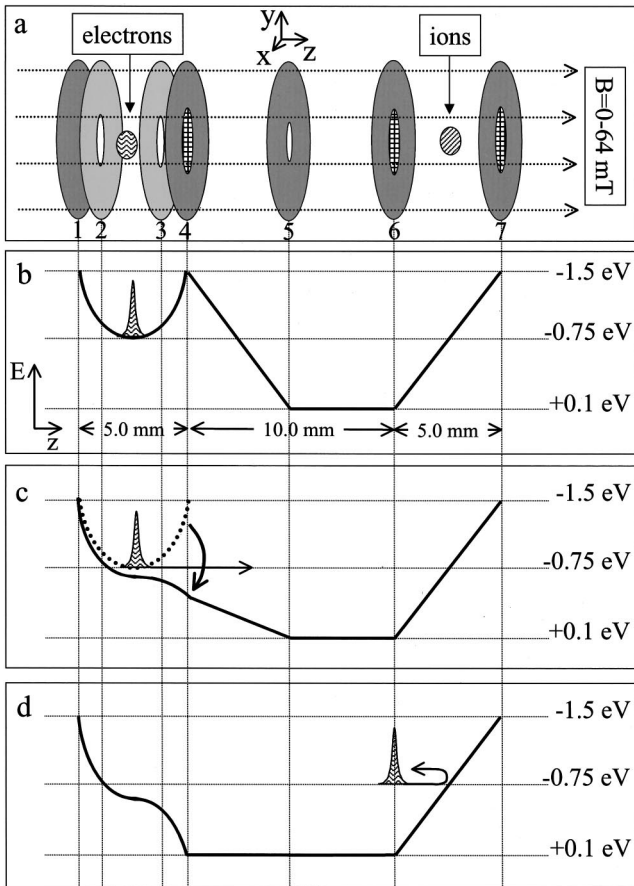 a
electrons
y
x
z
ions
B=0-64 mT
1 2 3 4 5 6 7
b
-1.5 eV
-0.75 eV
E
z
+0.1 eV
5.0 mm 10.0 mm 5.0 mm
c
-1.5 eV
-0.75 eV
+0.1 eV
d
-1.5 eV
-0.75 eV
+0.1 eV